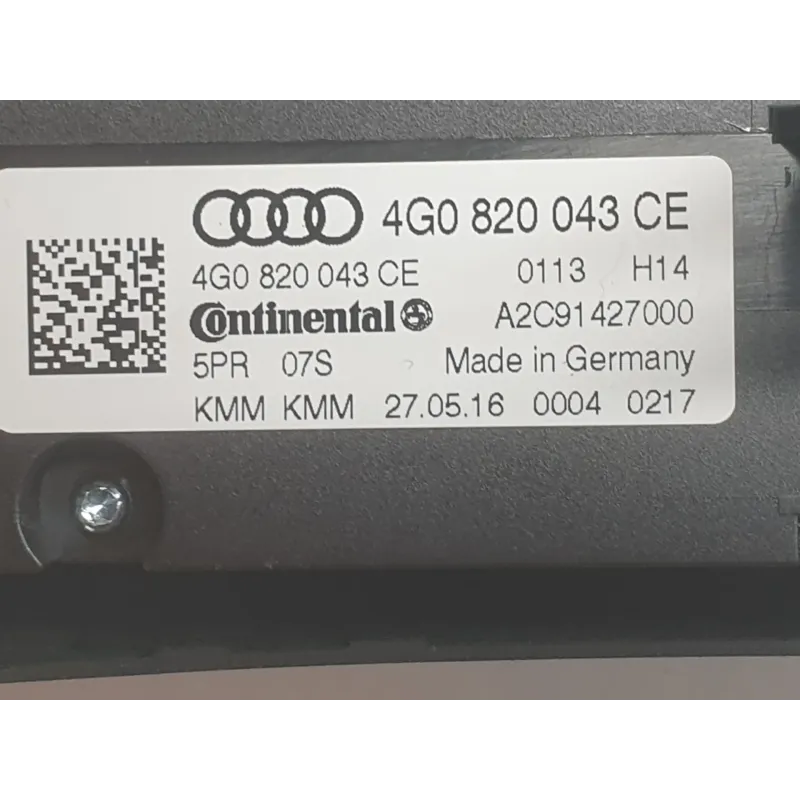 4G0 820 043 CE
4G0 820 043 CE 0113 H14
Continental A2C91427000
5PR 07S Made in Germany
KMM KMM 27.05.16 0004 0217